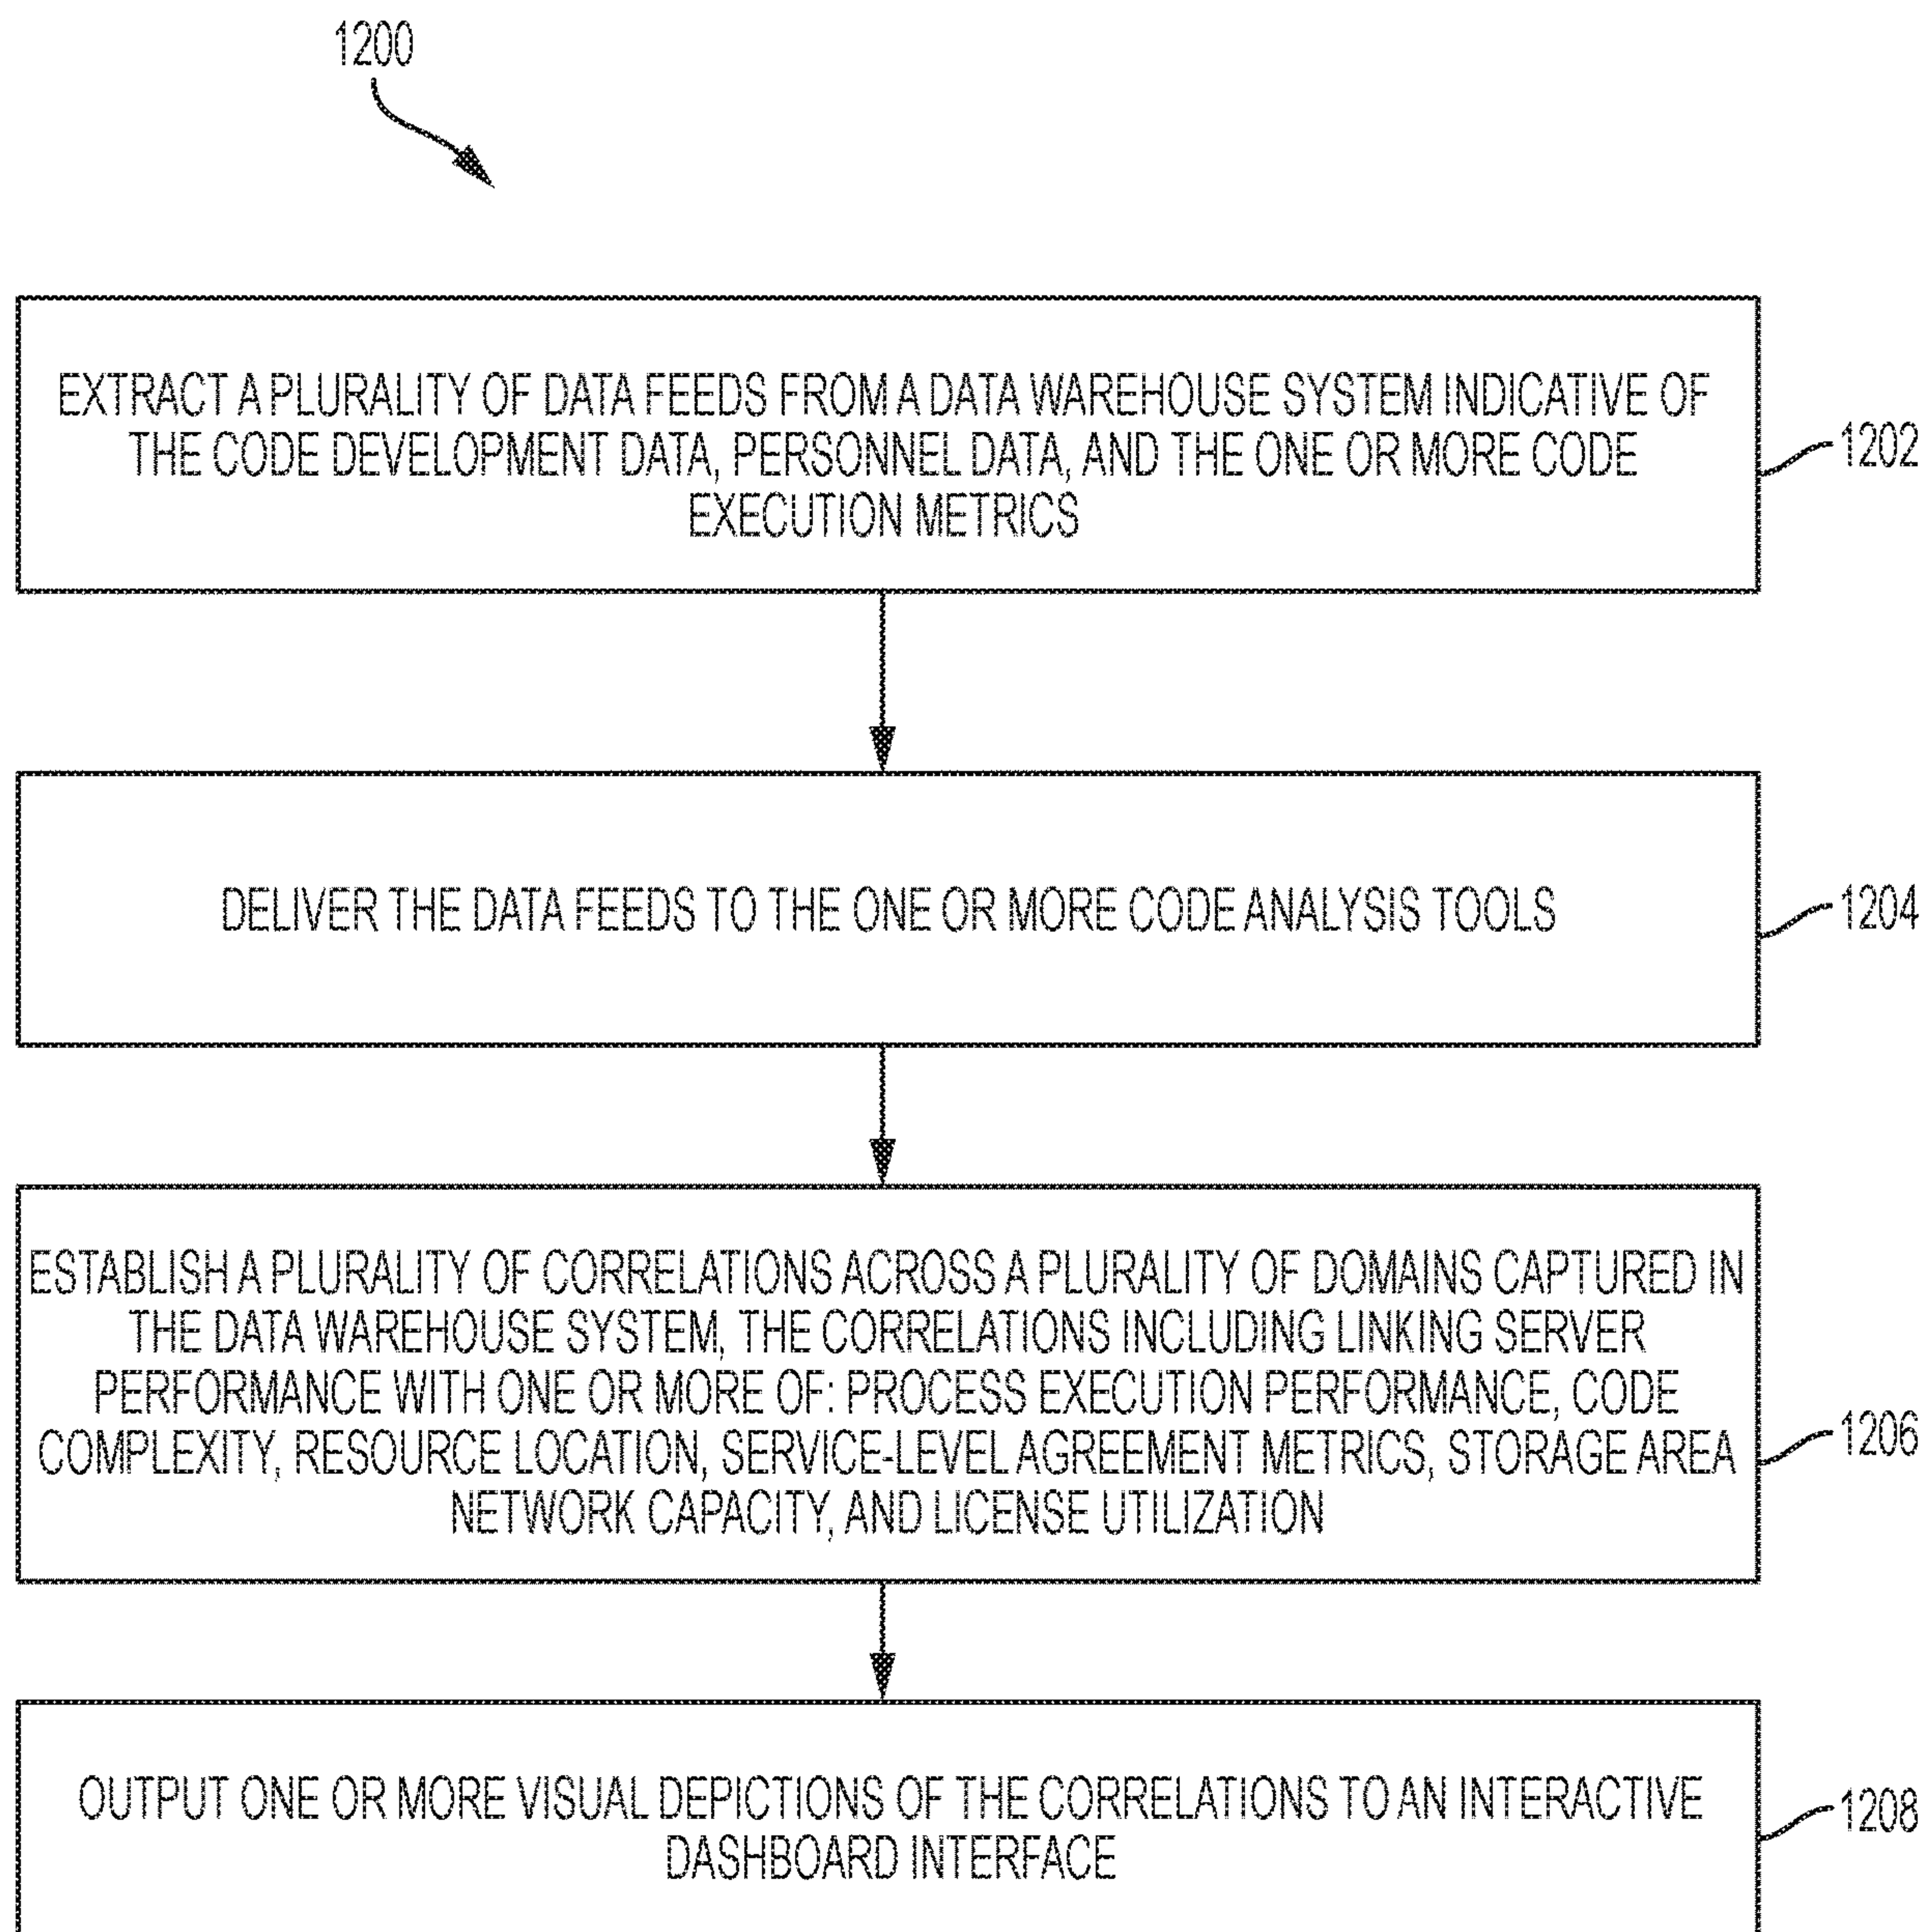 1200
EXTRACT A PLURALITY OF DATA FEEDS FROM A DATA WAREHOUSE SYSTEM INDICATIVE OF
THE CODE DEVELOPMENT DATA, PERSONNEL DATA, AND THE ONE OR MORE CODE
EXECUTION METRICS
1202
DELIVER THE DATA FEEDS TO THE ONE OR MORE CODE ANALYSIS TOOLS
1204
ESTABLISH A PLURALITY OF CORRELATIONS ACROSS A PLURALITY OF DOMAINS CAPTURED IN
THE DATA WAREHOUSE SYSTEM, THE CORRELATIONS INCLUDING LINKING SERVER
PERFORMANCE WITH ONE OR MORE OF: PROCESS EXECUTION PERFORMANCE, CODE
COMPLEXITY, RESOURCE LOCATION, SERVICE-LEVEL AGREEMENT METRICS, STORAGE AREA
NETWORK CAPACITY, AND LICENSE UTILIZATION
1206
OUTPUT ONE OR MORE VISUAL DEPICTIONS OF THE CORRELATIONS TO AN INTERACTIVE
DASHBOARD INTERFACE
1208